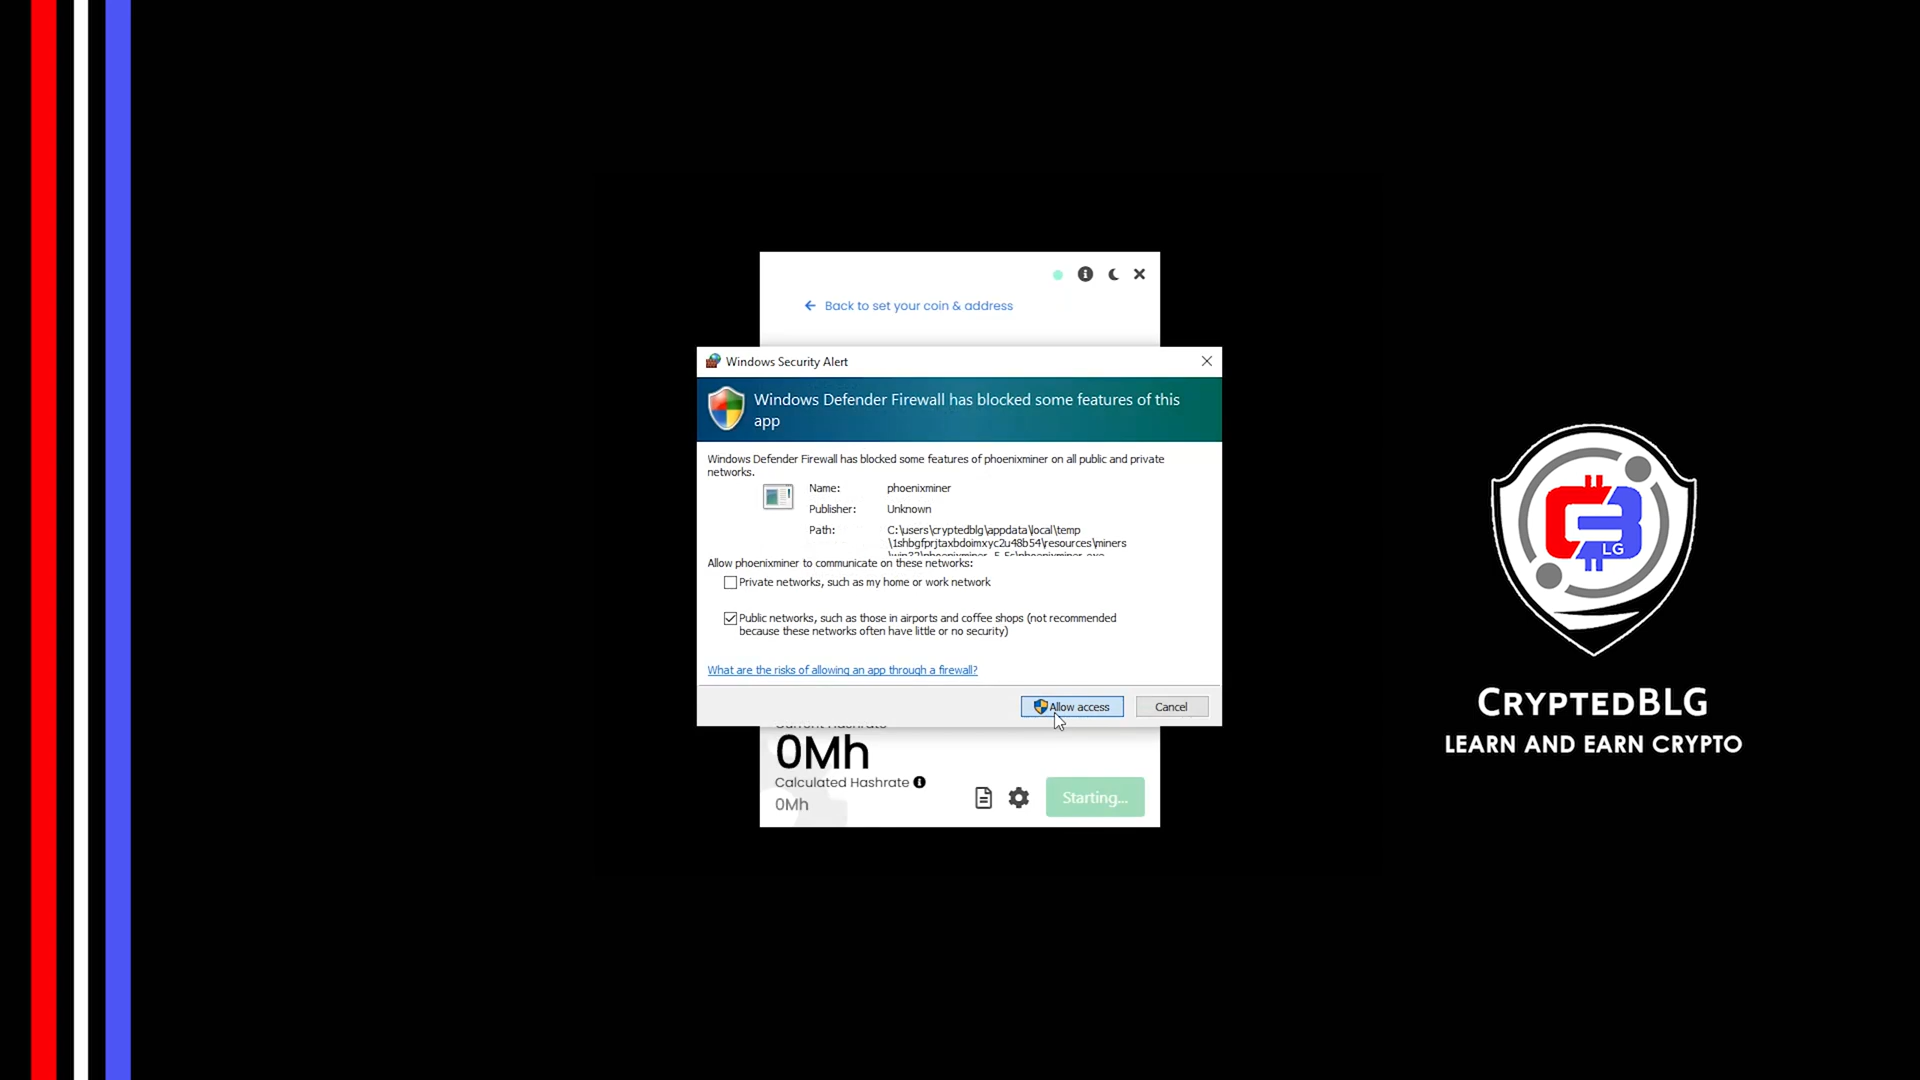 Back to set your coin & address
Windows Security Alert
Windows Defender Firewall has blocked some features of this
app
Windows Defender Firewall has blocked some features of phoenixminer on all public and private
networks.
Name: phoenixminer
Publisher: Unknown
Path: C:\users\cryptedblg\appdata\local\temp
\1shbgfprjtaxbdoimxyc2u48b54\resources\miners
Allow phoenixminer to communicate on these networks:
Private networks, such as my home or work network
Public networks, such as those in airports and coffee shops (not recommended
because these networks often have little or no security)
What are the risks of allowing an app through a firewall?
Allow access Cancel
Current Hashrate
0Mh
Calculated Hashrate
0Mh
Starting...
CB
LG
CRYPTEDBLG
LEARN AND EARN CRYPTO